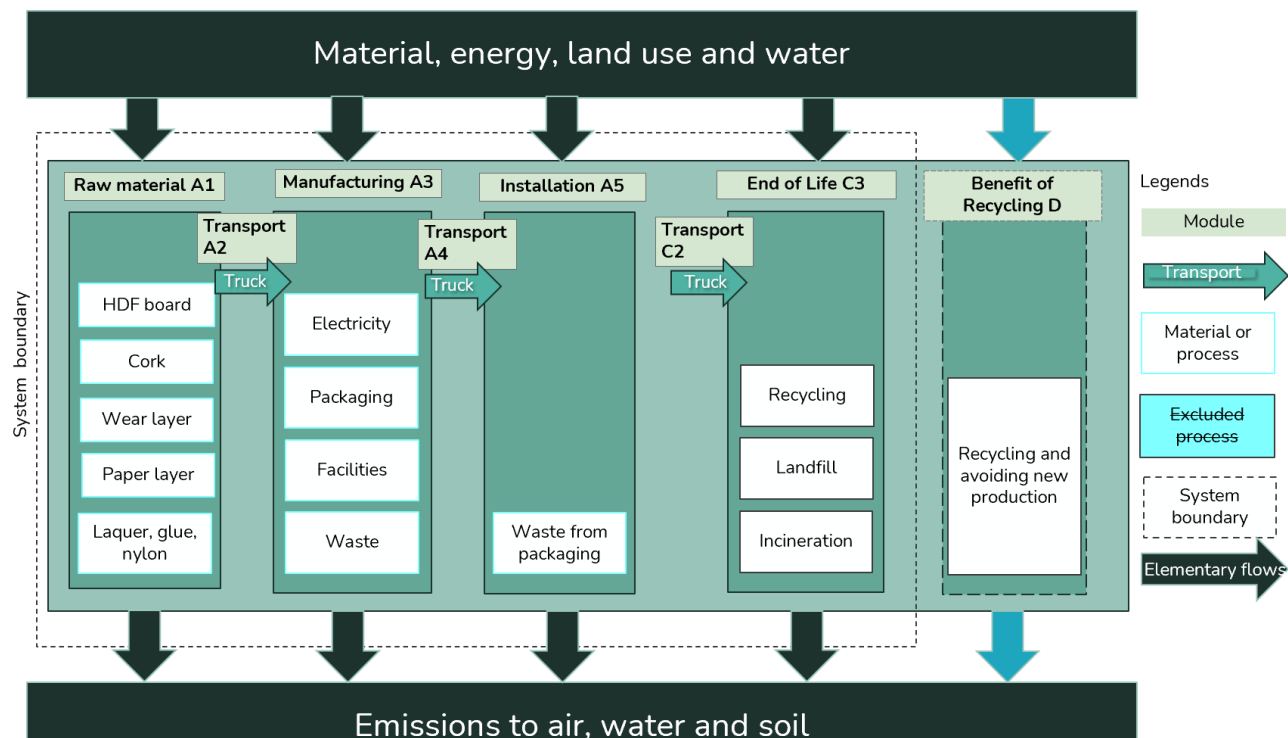 Material, energy, land use and water
System boundary
Raw material A1
HDF board
Cork
Wear layer
Paper layer
Laquer, glue,
nylon
Transport
A2
Truck
Manufacturing A3
Electricity
Packaging
Facilities
Waste
Transport
A4
Truck
Installation A5
Waste from
packaging
Transport
C2
Truck
End of Life C3
Recycling
Landfill
Incineration
Benefit of
Recycling D
Recycling and
avoiding new
production
Legends
Module
Transport
Material or
process
Excluded
process
System
boundary
Elementary flows
Emissions to air, water and soil